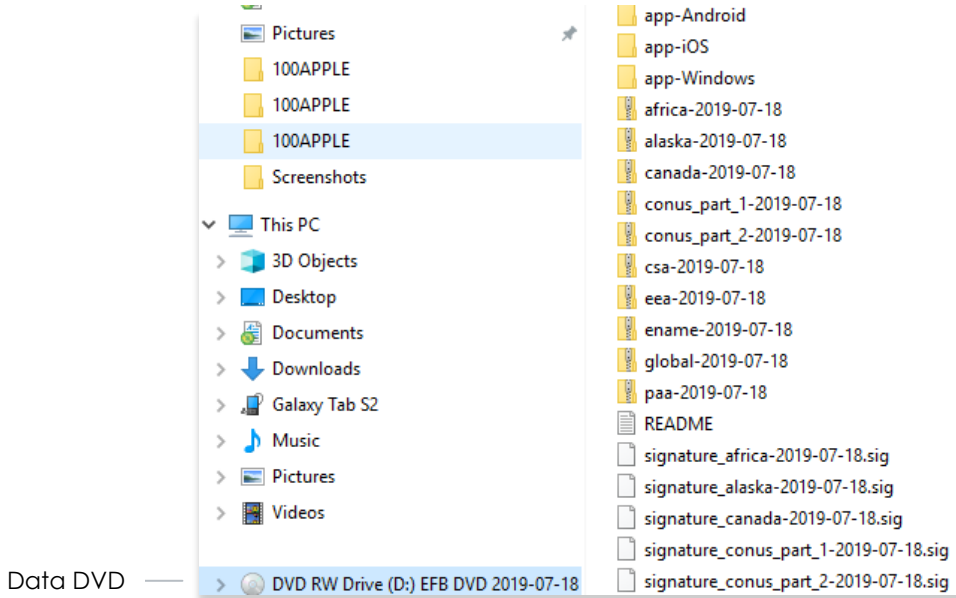 Pictures
100APPLE
100APPLE
100APPLE
Screenshots
This PC
3D Objects
Desktop
Documents
Downloads
Galaxy Tab S2
Music
Pictures
Videos
Data DVD
DVD RW Drive (D:) EFB DVD 2019-07-18
app-Android
app-iOS
app-Windows
africa-2019-07-18
alaska-2019-07-18
canada-2019-07-18
conus_part_1-2019-07-18
conus_part_2-2019-07-18
csa-2019-07-18
eea-2019-07-18
ename-2019-07-18
global-2019-07-18
paa-2019-07-18
README
signature_africa-2019-07-18.sig
signature_alaska-2019-07-18.sig
signature_canada-2019-07-18.sig
signature_conus_part_1-2019-07-18.sig
signature_conus_part_2-2019-07-18.sig